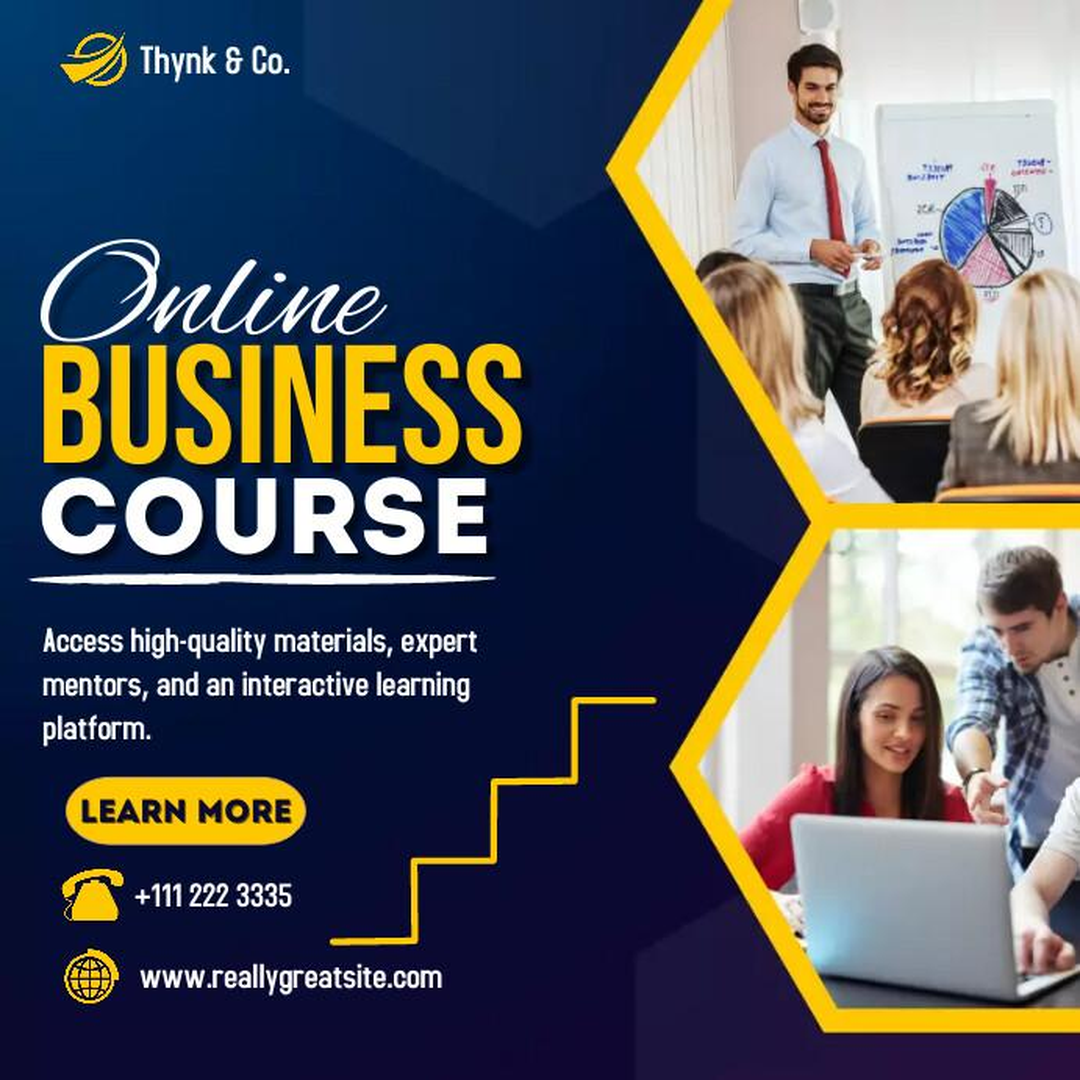 Thynk & Co.
Online
BUSINESS
COURSE
Access high-quality materials, expert
mentors, and an interactive learning
platform.
LEARN MORE
+111 222 3335
www.reallygreatsite.com